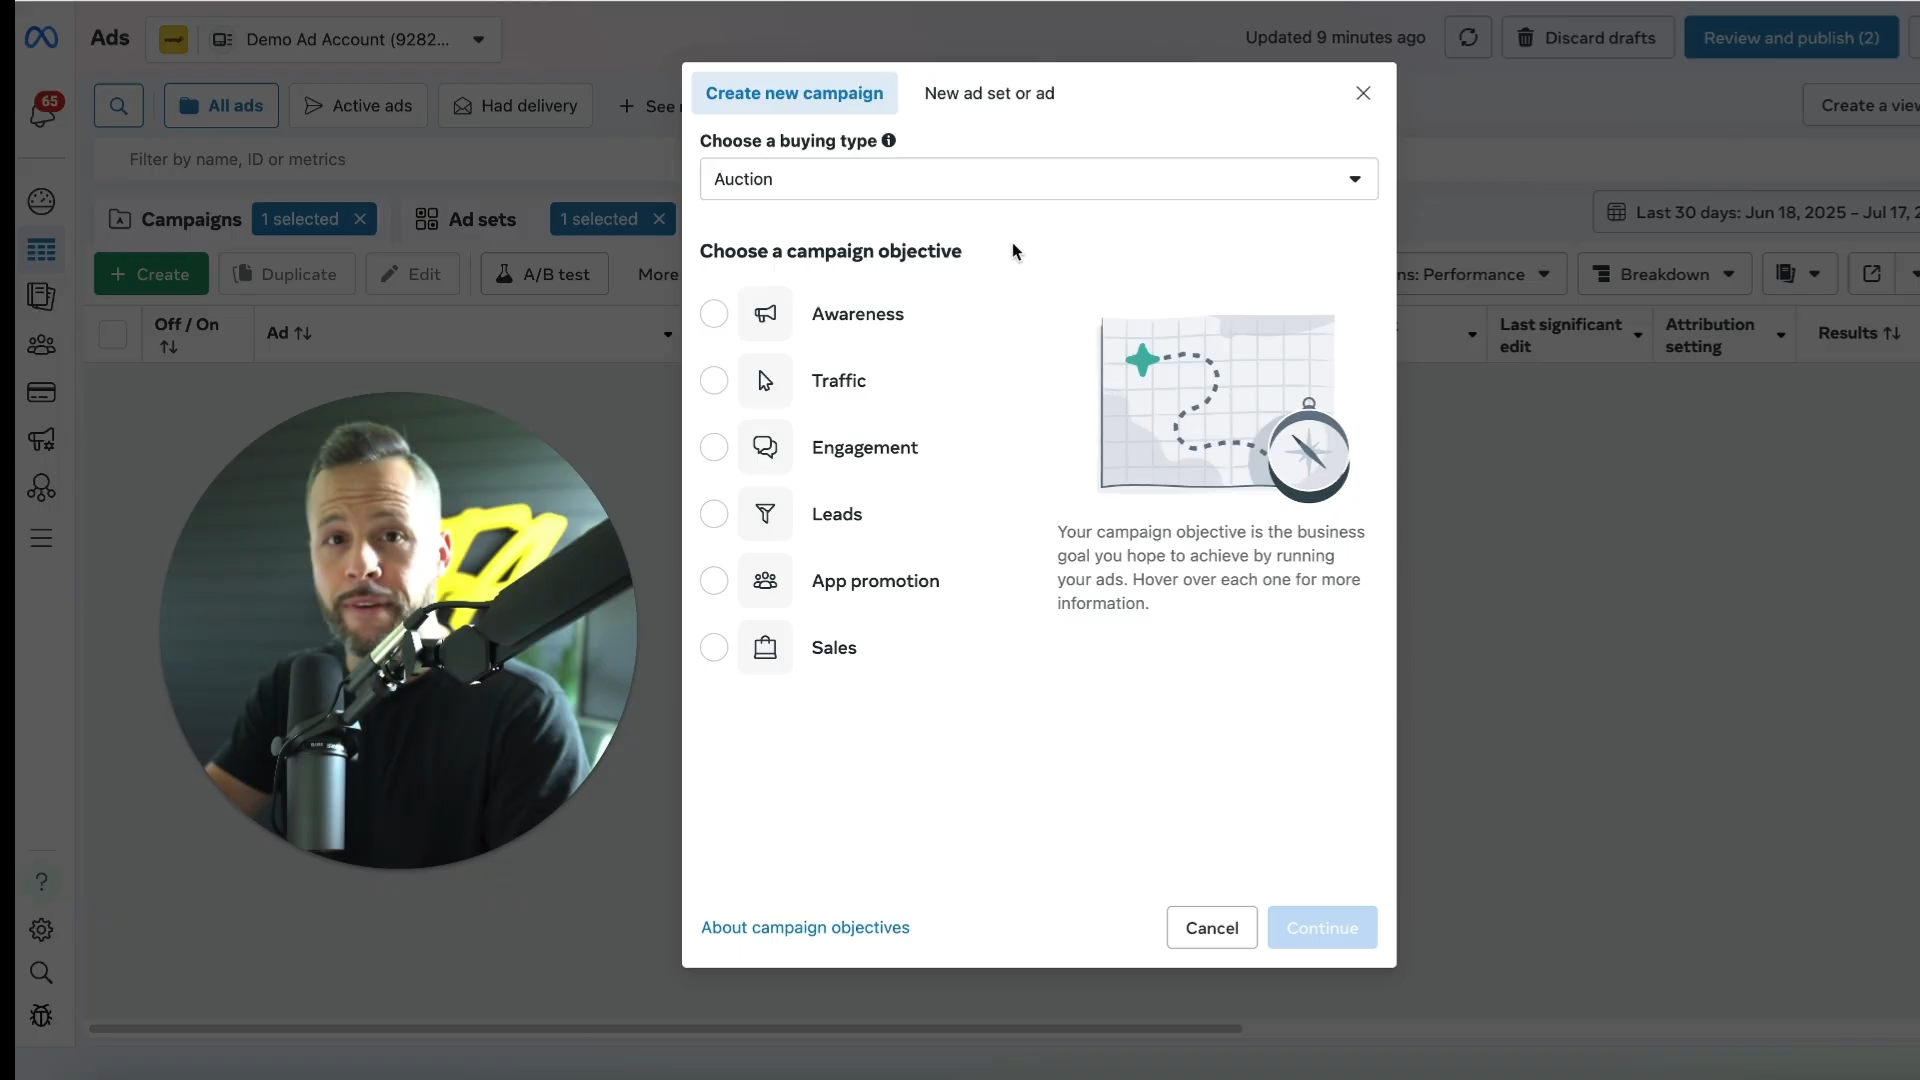 Ads
Demo Ad Account (9282...
Updated 9 minutes ago
Discard drafts
Review and publish (2)
65
All ads
Active ads
Had delivery
+ See
Create a view
Filter by name, ID or metrics
Campaigns
1 selected
Ad sets
1 selected
Last 30 days: Jun 18, 2025 – Jul 17, 2
+ Create
Duplicate
Edit
A/B test
More
ns: Performance
Breakdown
Off / On
Ad
Last significant
edit
Attribution
setting
Results
Create new campaign
New ad set or ad
Choose a buying type
Auction
Choose a campaign objective
Awareness
Traffic
Engagement
Leads
App promotion
Sales
Your campaign objective is the business
goal you hope to achieve by running
your ads. Hover over each one for more
information.
About campaign objectives
Cancel
Continue